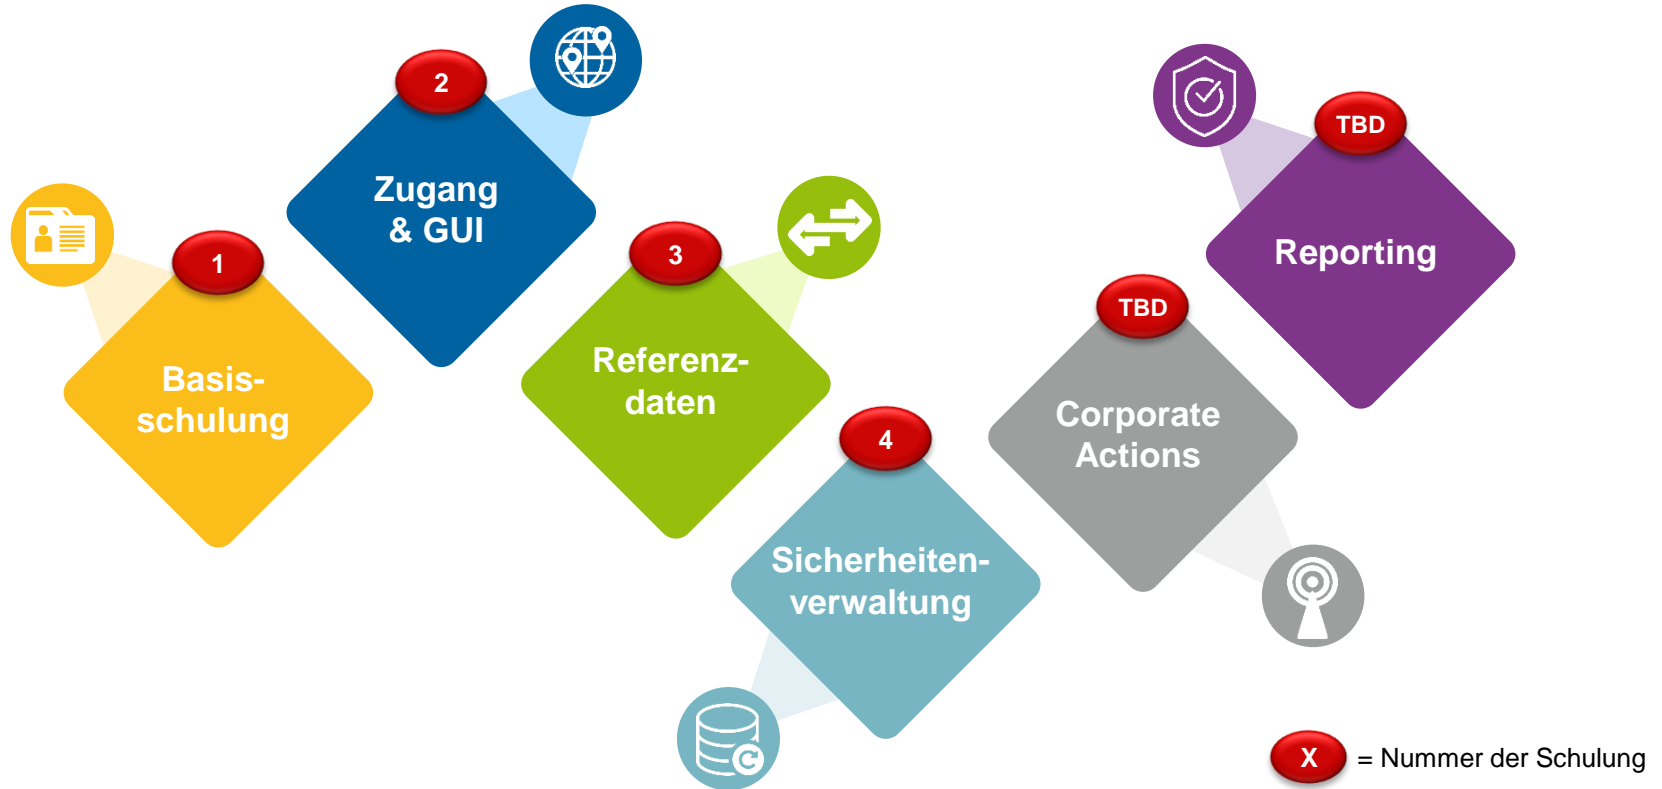 1
Basis-
schulung
2
Zugang
& GUI
3
Referenz-
daten
4
Sicherheiten-
verwaltung
TBD
Corporate
Actions
TBD
Reporting
X = Nummer der Schulung